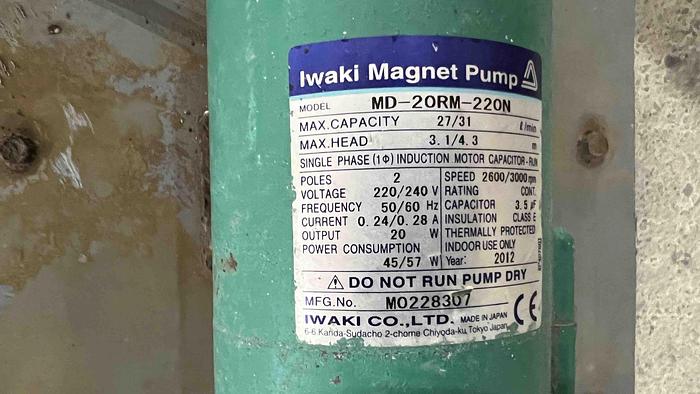 Iwaki Magnet Pump
MODEL MD-20RM-220N
MAX.CAPACITY 27/31 ℓ/min
MAX.HEAD 3.1/4.3 m
SINGLE PHASE (1Φ) INDUCTION MOTOR CAPACITOR-RUN
POLES 2 SPEED 2600/3000 rpm
VOLTAGE 220/240 V RATING CONT.
FREQUENCY 50/60 Hz CAPACITOR 3.5 μF
CURRENT 0.24/0.28 A INSULATION CLASS E
OUTPUT 20 W THERMALLY PROTECTED
POWER CONSUMPTION INDOOR USE ONLY
45/57 W Year: 2012
⚠ DO NOT RUN PUMP DRY
MFG.No. M0228307 CE
IWAKI CO.,LTD. MADE IN JAPAN
6-6 Kanda-Sudacho 2-chome Chiyoda-ku Tokyo Japan